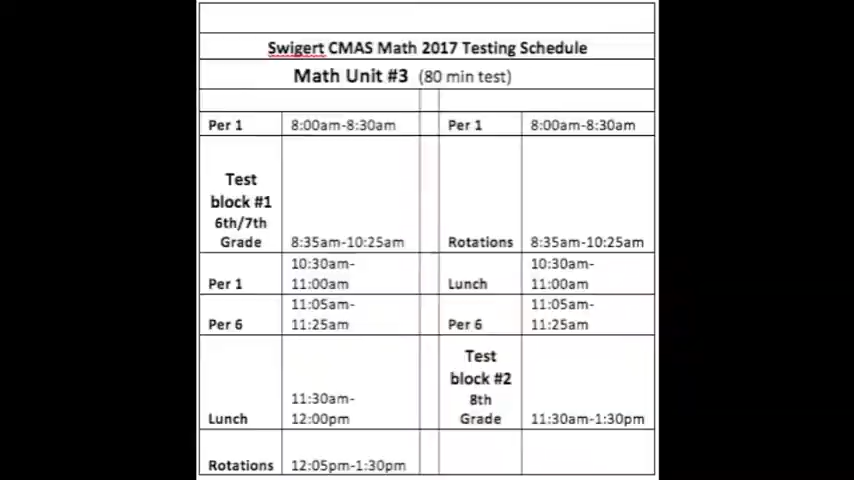 Swigert CMAS Math 2017 Testing Schedule
Math Unit #3 (80 min test)
Per 1 8:00am-8:30am Per 1 8:00am-8:30am
Test
block #1
6th/7th
Grade 8:35am-10:25am Rotations 8:35am-10:25am
10:30am- 10:30am-
Per 1 11:00am Lunch 11:00am
11:05am- 11:05am-
Per 6 11:25am Per 6 11:25am
Test
block #2
11:30am- 8th
Lunch 12:00pm Grade 11:30am-1:30pm
Rotations 12:05pm-1:30pm